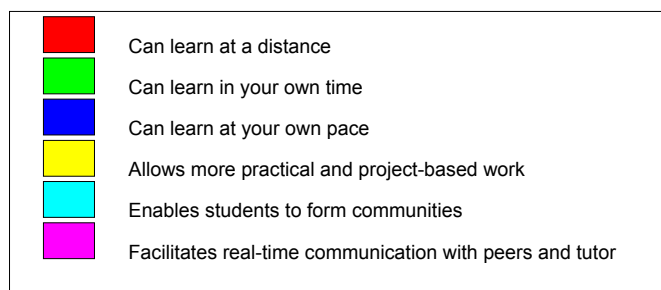 Can learn at a distance
Can learn in your own time
Can learn at your own pace
Allows more practical and project-based work
Enables students to form communities
Facilitates real-time communication with peers and tutor